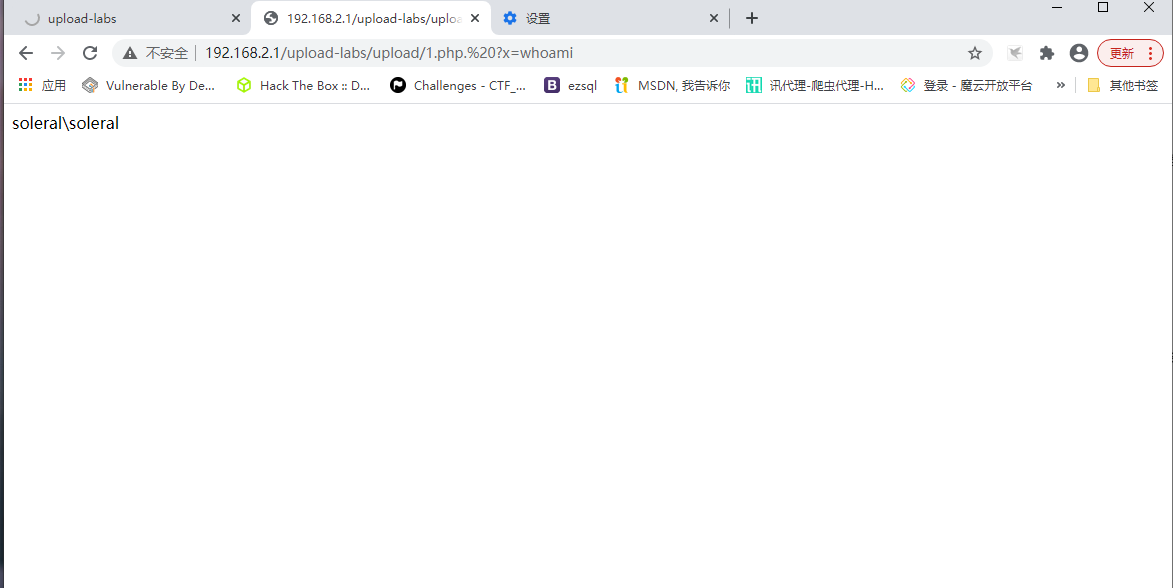 upload-labs
192.168.2.1/upload-labs/uploa
设置
不安全
192.168.2.1/upload-labs/upload/1.php.%20?x=whoami
更新
应用
Vulnerable By De...
Hack The Box :: D...
Challenges - CTF_...
ezsql
MSDN, 我告诉你
讯代理-爬虫代理-H...
登录 - 魔云开放平台
»
其他书签
soleral\soleral